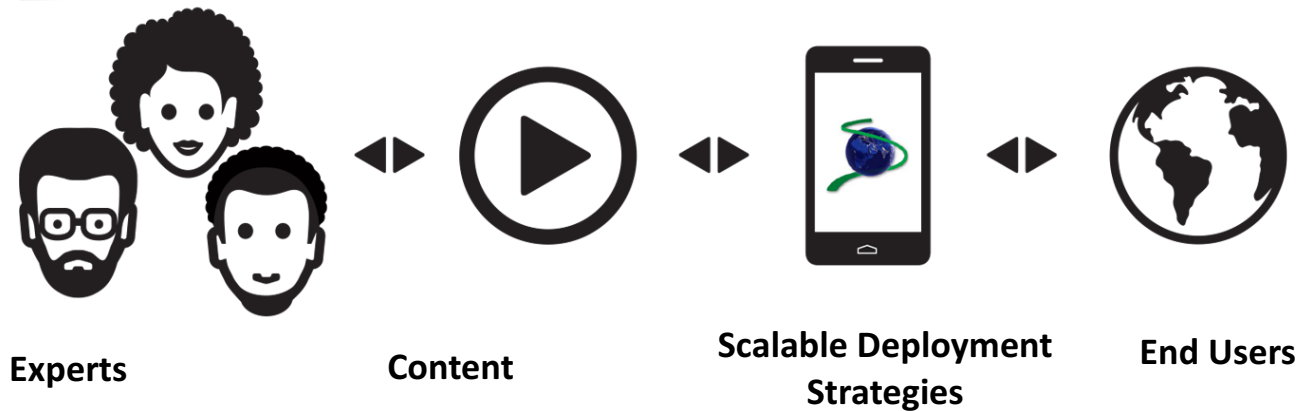 Experts
Content
Scalable Deployment
Strategies
End Users